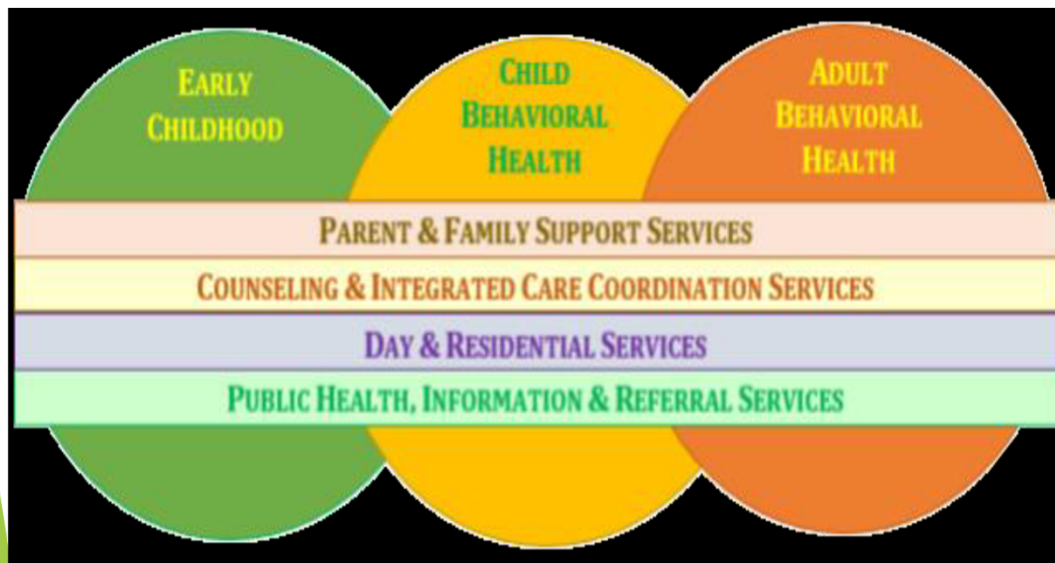 EARLY
CHILDHOOD
CHILD
BEHAVIORAL
HEALTH
ADULT
BEHAVIORAL
HEALTH
PARENT & FAMILY SUPPORT SERVICES
COUNSELING & INTEGRATED CARE COORDINATION SERVICES
DAY & RESIDENTIAL SERVICES
PUBLIC HEALTH, INFORMATION & REFERRAL SERVICES